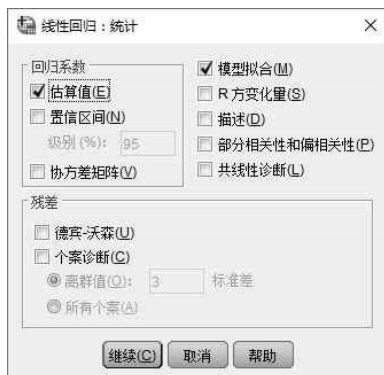 线性回归：统计
回归系数
估算值(E)
置信区间(N)
级别(%)： 95
协方差矩阵(V)
模型拟合(M)
R方变化量(S)
描述(D)
部分相关性和偏相关性(P)
共线性诊断(L)
残差
德宾-沃森(U)
个案诊断(C)
离群值(O)： 3 标准差
所有个案(A)
继续(C) 取消 帮助